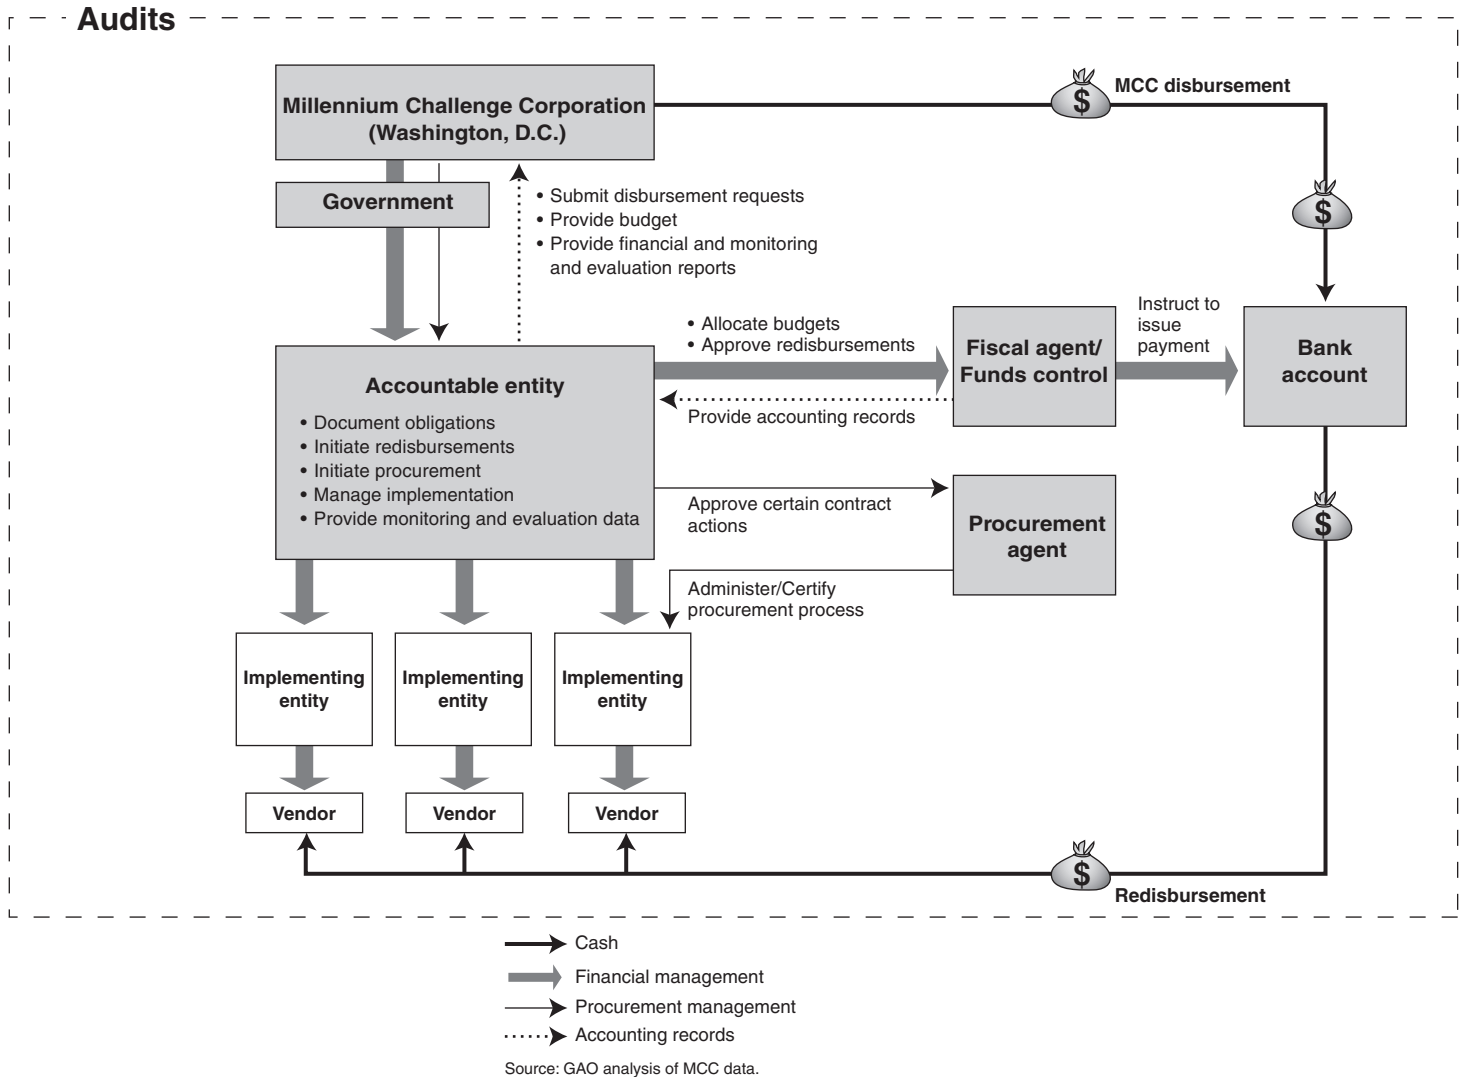 Audits
Millennium Challenge Corporation
(Washington, D.C.)
$
MCC disbursement
Government
• Submit disbursement requests
• Provide budget
• Provide financial and monitoring
and evaluation reports
$
• Allocate budgets
• Approve redisbursements
Fiscal agent/
Funds control
Instruct to
issue
payment
Bank
account
Provide accounting records
Accountable entity
• Document obligations
• Initiate redisbursements
• Initiate procurement
• Manage implementation
• Provide monitoring and evaluation data
Approve certain contract
actions
Procurement
agent
$
Administer/Certify
procurement process
Implementing
entity
Implementing
entity
Implementing
entity
Vendor
Vendor
Vendor
$
Redisbursement
Cash
Financial management
Procurement management
Accounting records
Source: GAO analysis of MCC data.